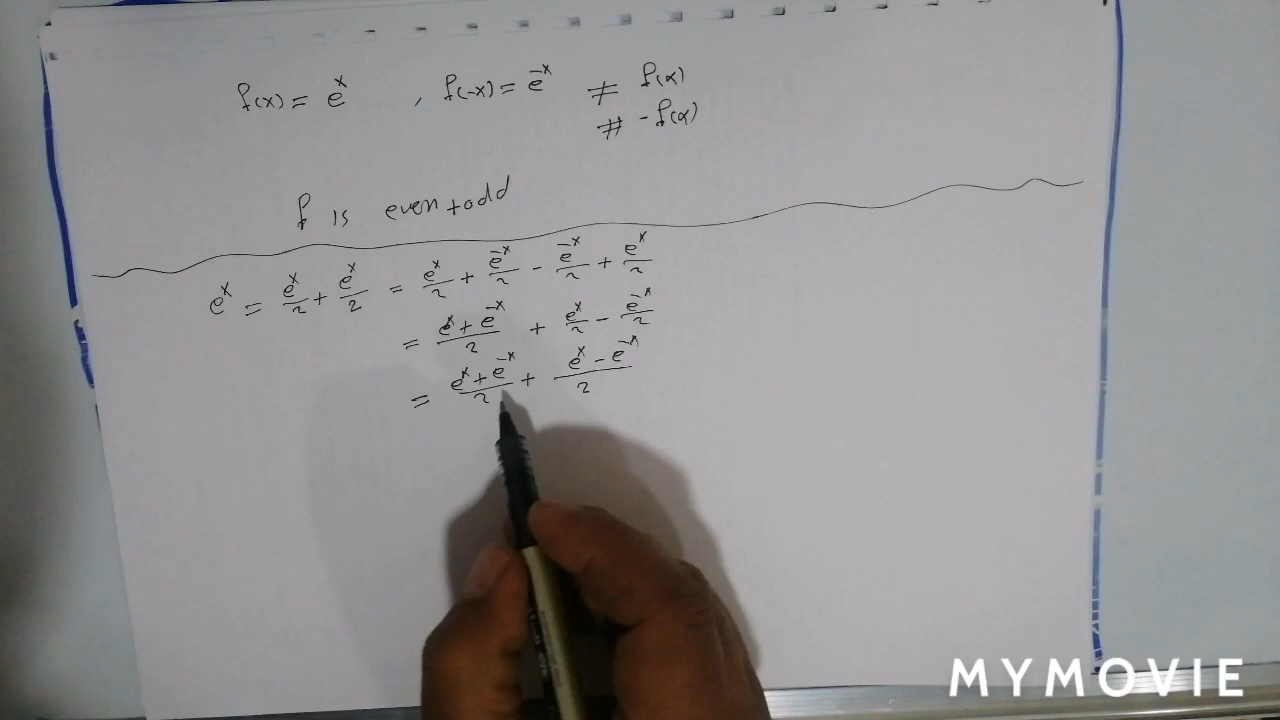 f(x) = e^x , f(-x) = e^-x ≠ f(x)
≠ -f(x)
f is even + odd
e^x = e^x/2 + e^x/2 = e^x/2 + e^-x/2 - e^-x/2 + e^x/2
= (e^x + e^-x)/2 + e^x/2 - e^-x/2
= (e^x + e^-x)/2 + (e^x - e^-x)/2
MYMOVIE